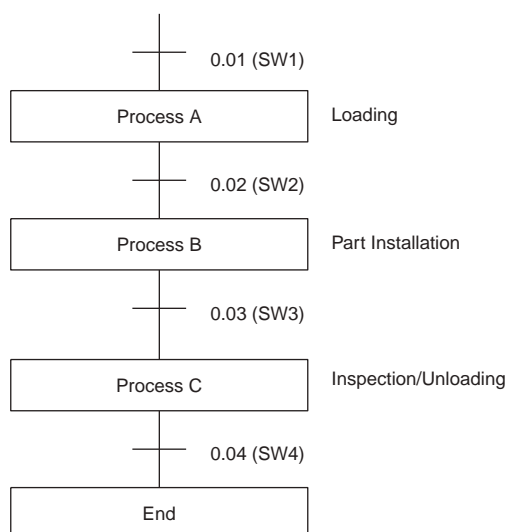 0.01 (SW1)
Process A
Loading
0.02 (SW2)
Process B
Part Installation
0.03 (SW3)
Process C
Inspection/Unloading
0.04 (SW4)
End